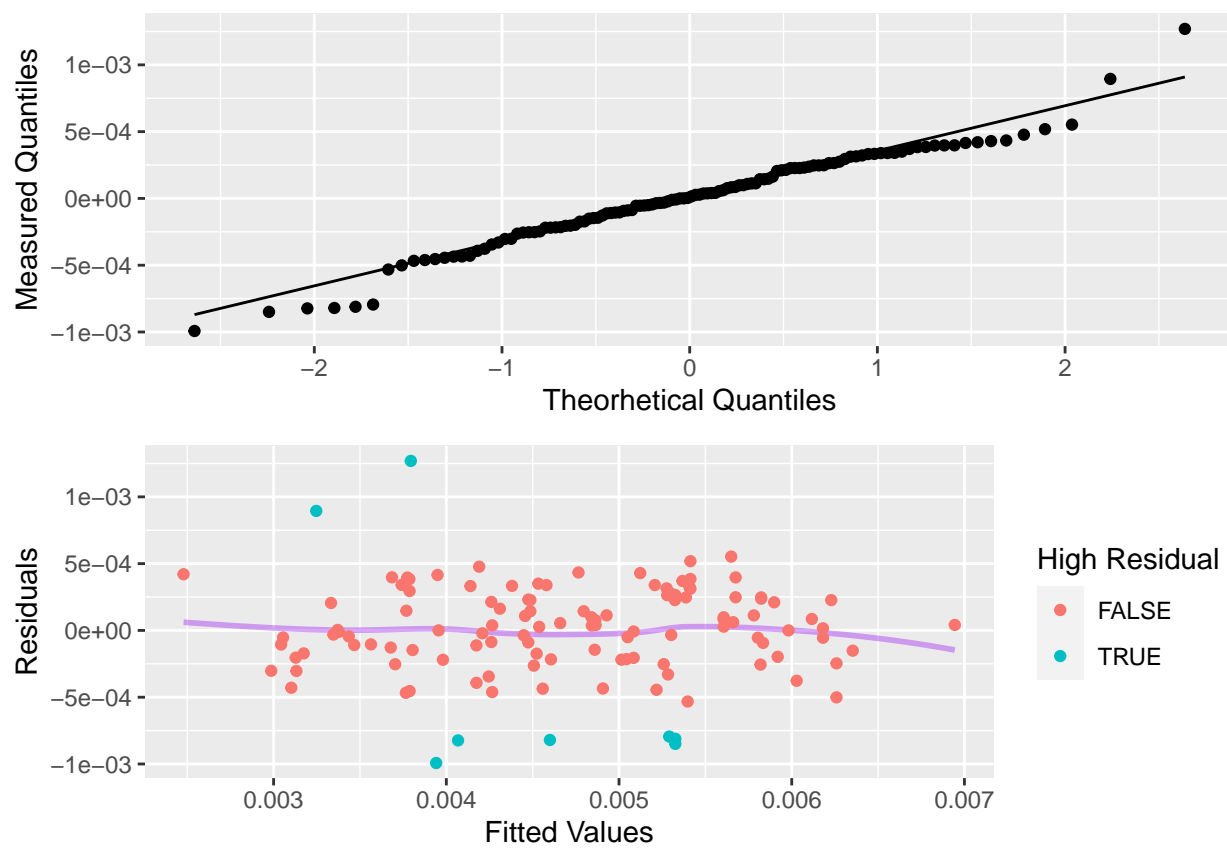 Measured Quantiles
1e−03
5e−04
0e+00
−5e−04
−1e−03
−2
−1
0
1
2
Theorhetical Quantiles
Residuals
1e−03
5e−04
0e+00
−5e−04
−1e−03
0.003
0.004
0.005
0.006
0.007
Fitted Values
High Residual
FALSE
TRUE